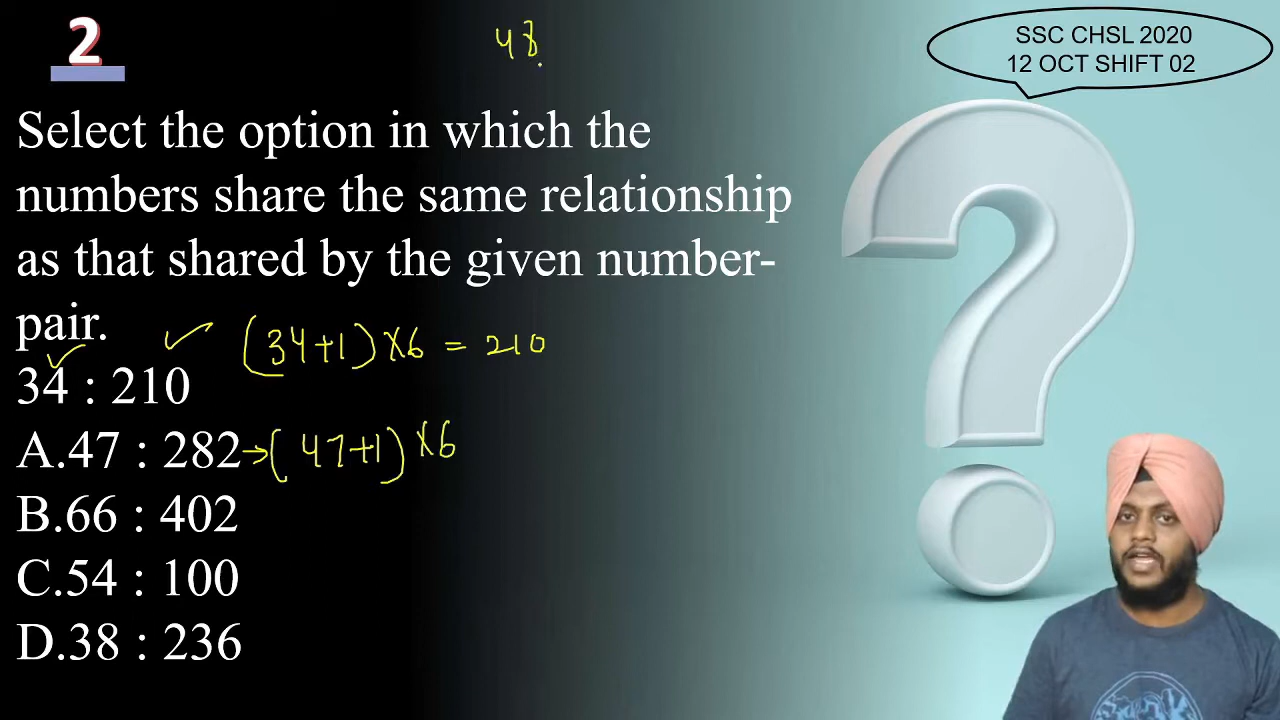 2
48
SSC CHSL 2020
12 OCT SHIFT 02
Select the option in which the
numbers share the same relationship
as that shared by the given number-
pair.
(34+1)×6 = 210
34 : 210
A.47 : 282 → (47+1)×6
B.66 : 402
C.54 : 100
D.38 : 236